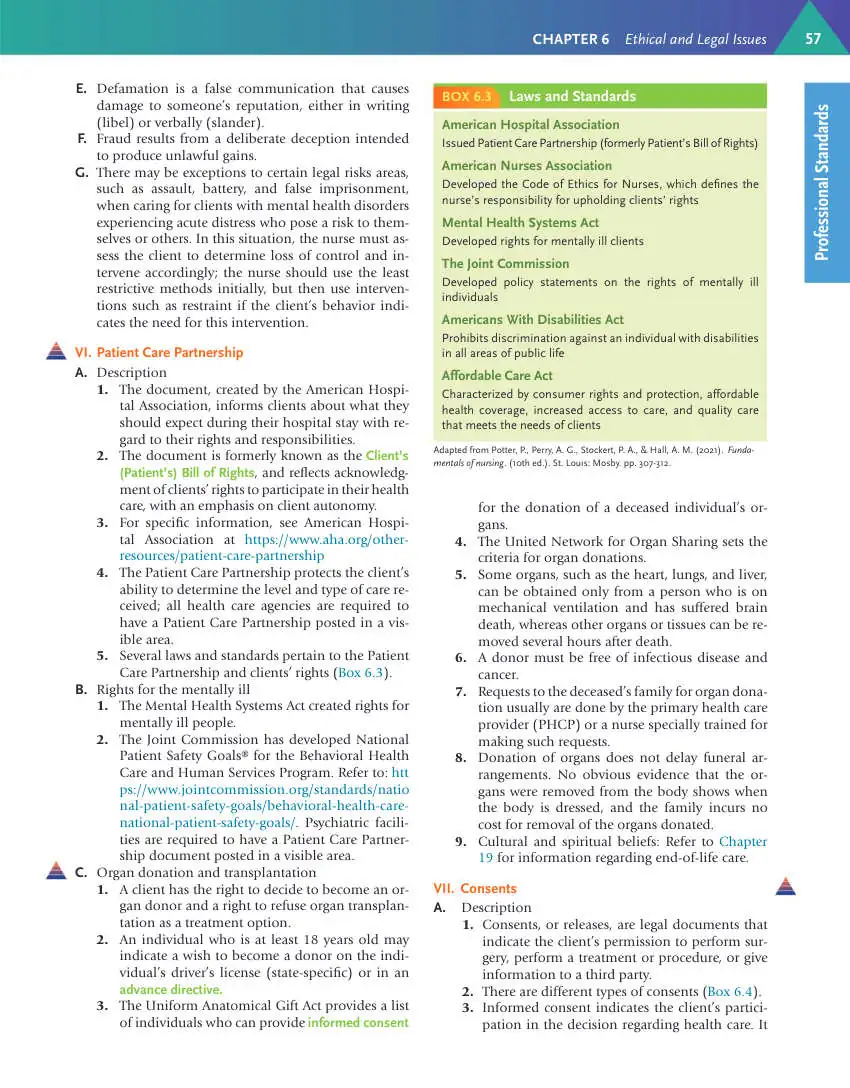 CHAPTER 6 Ethical and Legal Issues 57
E. Defamation is a false communication that causes
damage to someone's reputation, either in writing
(libel) or verbally (slander).
F. Fraud results from a deliberate deception intended
to produce unlawful gains.
G. There may be exceptions to certain legal risks areas,
such as assault, battery, and false imprisonment,
when caring for clients with mental health disorders
experiencing acute distress who pose a risk to them-
selves or others. In this situation, the nurse must as-
sess the client to determine loss of control and in-
tervene accordingly; the nurse should use the least
restrictive methods initially, but then use interven-
tions such as restraint if the client's behavior indi-
cates the need for this intervention.
VI. Patient Care Partnership
A. Description
1. The document, created by the American Hospi-
tal Association, informs clients about what they
should expect during their hospital stay with re-
gard to their rights and responsibilities.
2. The document is formerly known as the Client's
(Patient's) Bill of Rights, and reflects acknowledg-
ment of clients' rights to participate in their health
care, with an emphasis on client autonomy.
3. For specific information, see American Hospi-
tal Association at https://www.aha.org/other-
resources/patient-care-partnership
4. The Patient Care Partnership protects the client's
ability to determine the level and type of care re-
ceived; all health care agencies are required to
have a Patient Care Partnership posted in a vis-
ible area.
5. Several laws and standards pertain to the Patient
Care Partnership and clients' rights (Box 6.3).
B. Rights for the mentally ill
1. The Mental Health Systems Act created rights for
mentally ill people.
2. The Joint Commission has developed National
Patient Safety Goals® for the Behavioral Health
Care and Human Services Program. Refer to: htt
ps://www.jointcommission.org/standards/natio
nal-patient-safety-goals/behavioral-health-care-
national-patient-safety-goals/. Psychiatric facili-
ties are required to have a Patient Care Partner-
ship document posted in a visible area.
C. Organ donation and transplantation
1. A client has the right to decide to become an or-
gan donor and a right to refuse organ transplan-
tation as a treatment option.
2. An individual who is at least 18 years old may
indicate a wish to become a donor on the indi-
vidual's driver's license (state-specific) or in an
advance directive.
3. The Uniform Anatomical Gift Act provides a list
of individuals who can provide informed consent
BOX 6.3 Laws and Standards
American Hospital Association
Issued Patient Care Partnership (formerly Patient's Bill of Rights)
American Nurses Association
Developed the Code of Ethics for Nurses, which defines the
nurse's responsibility for upholding clients' rights
Mental Health Systems Act
Developed rights for mentally ill clients
The Joint Commission
Developed policy statements on the rights of mentally ill
individuals
Americans With Disabilities Act
Prohibits discrimination against an individual with disabilities
in all areas of public life
Affordable Care Act
Characterized by consumer rights and protection, affordable
health coverage, increased access to care, and quality care
that meets the needs of clients
Adapted from Potter, P., Perry, A. G., Stockert, P. A., & Hall, A. M. (2021). Funda-
mentals of nursing. (10th ed.). St. Louis: Mosby. pp. 307-312.
for the donation of a deceased individual's or-
gans.
4. The United Network for Organ Sharing sets the
criteria for organ donations.
5. Some organs, such as the heart, lungs, and liver,
can be obtained only from a person who is on
mechanical ventilation and has suffered brain
death, whereas other organs or tissues can be re-
moved several hours after death.
6. A donor must be free of infectious disease and
cancer.
7. Requests to the deceased's family for organ dona-
tion usually are done by the primary health care
provider (PHCP) or a nurse specially trained for
making such requests.
8. Donation of organs does not delay funeral ar-
rangements. No obvious evidence that the or-
gans were removed from the body shows when
the body is dressed, and the family incurs no
cost for removal of the organs donated.
9. Cultural and spiritual beliefs: Refer to Chapter
19 for information regarding end-of-life care.
VII. Consents
A. Description
1. Consents, or releases, are legal documents that
indicate the client's permission to perform sur-
gery, perform a treatment or procedure, or give
information to a third party.
2. There are different types of consents (Box 6.4).
3. Informed consent indicates the client's partici-
pation in the decision regarding health care. It
Professional Standards